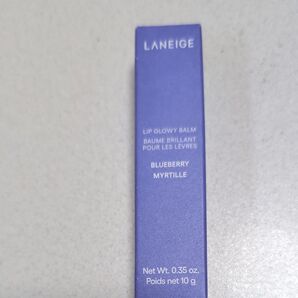 LANEIGE
LIP GLOWY BALM
BAUME BRILLANT
POUR LES LÈVRES
BLUEBERRY
MYRTILLE
Net Wt. 0.35 oz.
Poids net 10 g